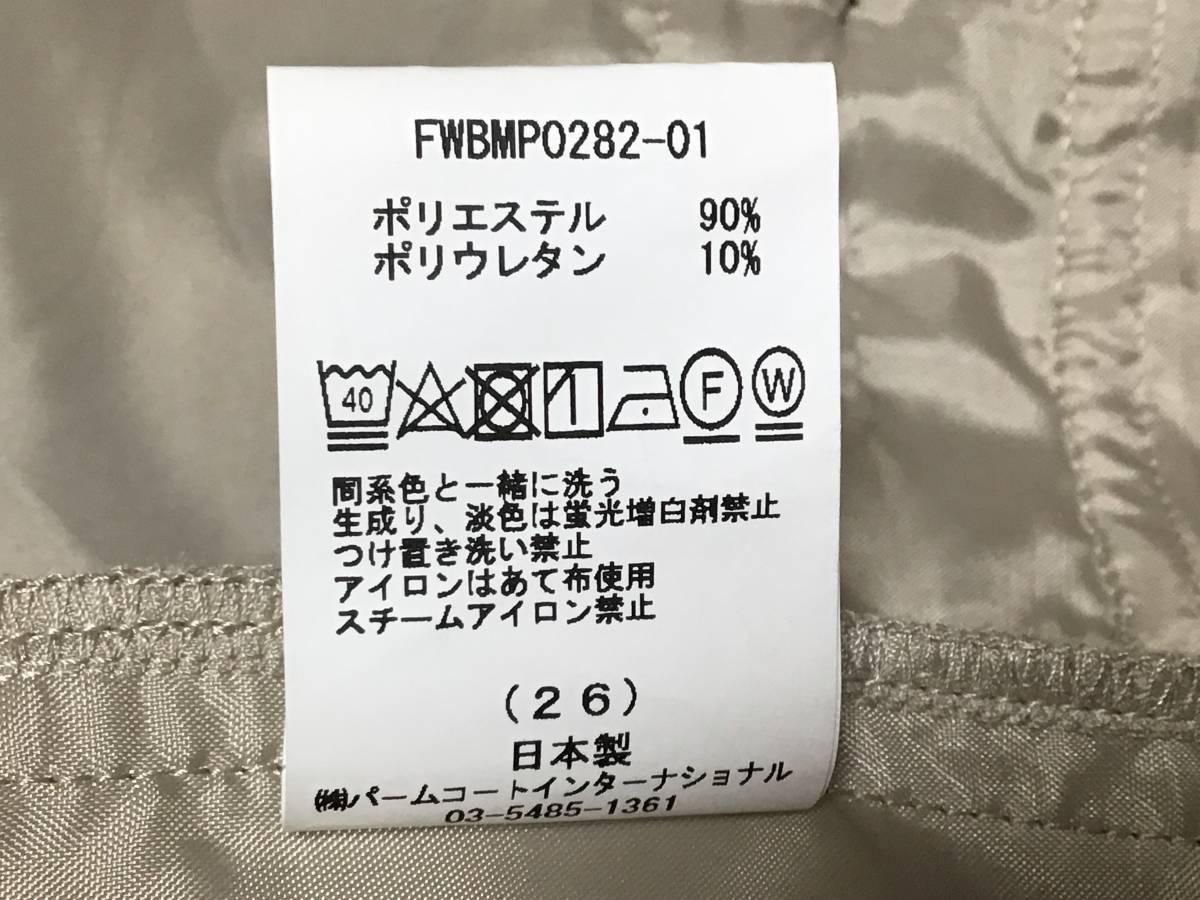 FWBMP0282-01
ポリエステル 90%
ポリウレタン 10%
40 F W
同系色と一緒に洗う
生成り、淡色は蛍光増白剤禁止
つけ置き洗い禁止
アイロンはあて布使用
スチームアイロン禁止
(26)
日本製
㈱パームコートインターナショナル
03-5485-1361